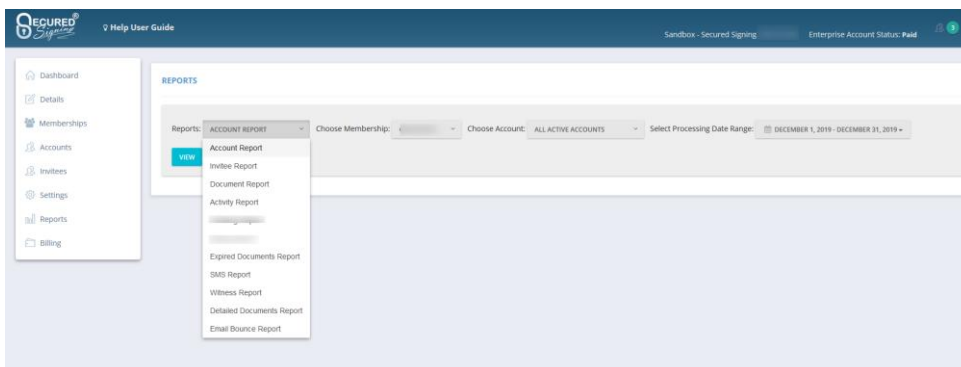 SECURED®
Signing
Help User Guide
Sandbox - Secured Signing
Enterprise Account Status: Paid
3
Dashboard
Details
Memberships
Accounts
Invitees
Settings
Reports
Billing
REPORTS
Reports: ACCOUNT REPORT Choose Membership: Choose Account: ALL ACTIVE ACCOUNTS Select Processing Date Range: DECEMBER 1, 2019 - DECEMBER 31, 2019
VIEW
Account Report
Invitee Report
Document Report
Activity Report
Expired Documents Report
SMS Report
Witness Report
Detailed Documents Report
Email Bounce Report